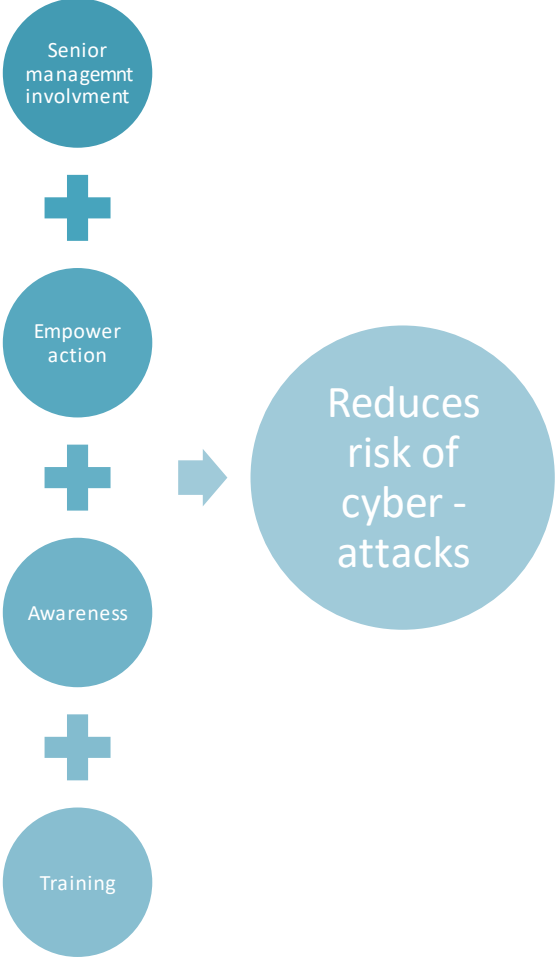 Senior
managemnt
involvment
Empower
action
Awareness
Training
Reduces
risk of
cyber -
attacks